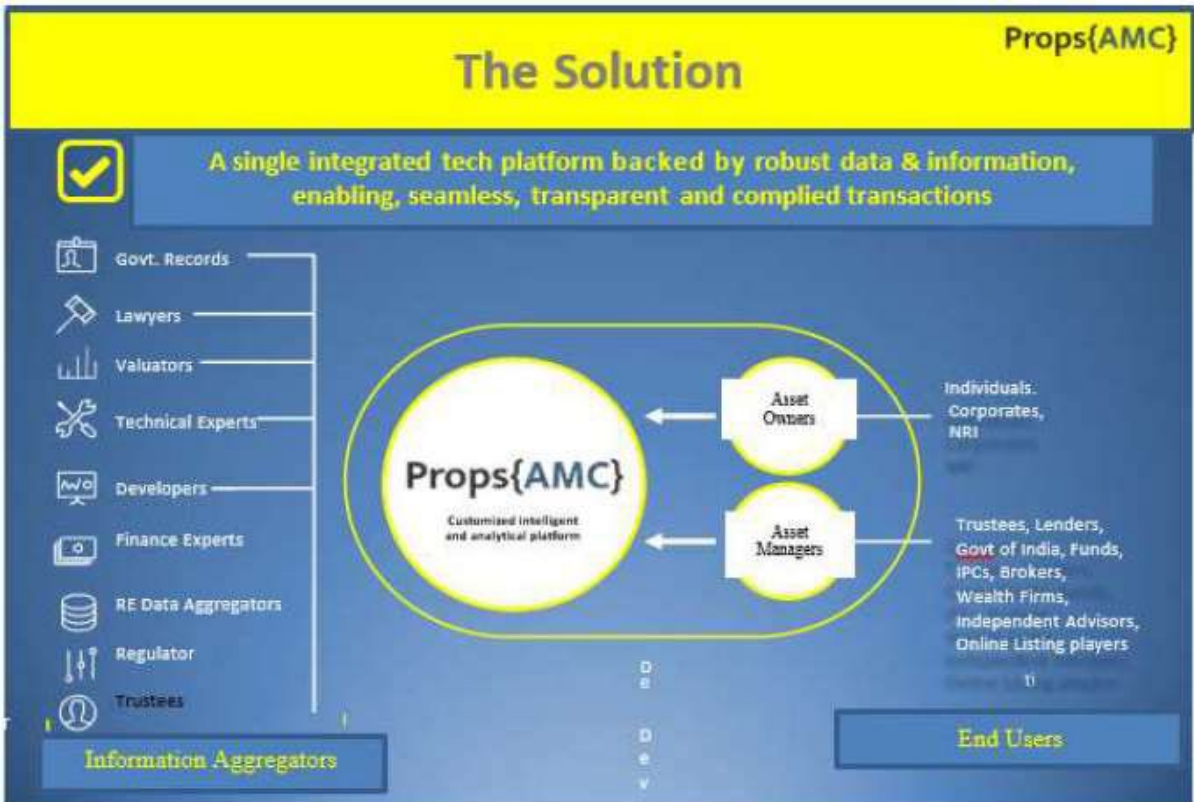 Props{AMC}
The Solution
A single integrated tech platform backed by robust data & information,
enabling, seamless, transparent and complied transactions
Govt. Records
Lawyers
Valuators
Technical Experts
Developers
Finance Experts
RE Data Aggregators
Regulator
Trustees
Information Aggregators
Props{AMC}
Customized intelligent
and analytical platform
Asset
Owners
Asset
Managers
Individuals.
Corporates,
NRI
Trustees, Lenders,
Govt of India, Funds,
IPCs, Brokers,
Wealth Firms,
Independent Advisors,
Online Listing players
ti
End Users
D
e
D
e
v